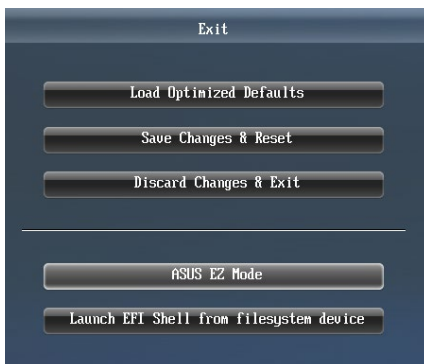 Exit
Load Optimized Defaults
Save Changes & Reset
Discard Changes & Exit
ASUS EZ Mode
Launch EFI Shell from filesystem device